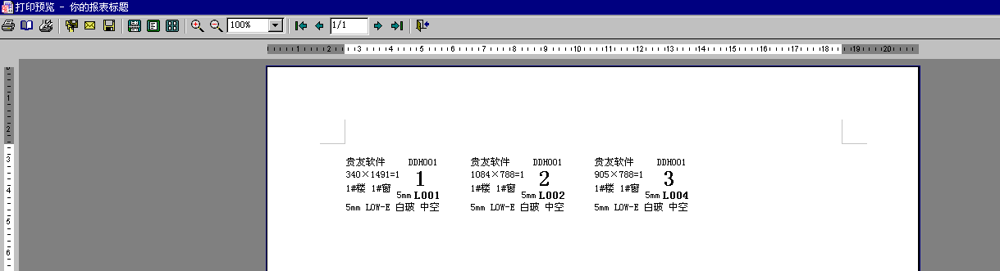 打印预览 - 你的报表标题
100%
1/1
1 2 3 4 5 6 7 8 9 10 11 12 13 14 15 16 17 18 19 20
1
2
3
4
5
6
贵友软件 DDH001 贵友软件 DDH001 贵友软件 DDH001
340×1491=1 1 1084×788=1 2 905×788=1 3
1#楼 1#窗 1#楼 1#窗 1#楼 1#窗
5mm L001 5mm L002 5mm L004
5mm LOW-E 白玻 中空 5mm LOW-E 白玻 中空 5mm LOW-E 白玻 中空